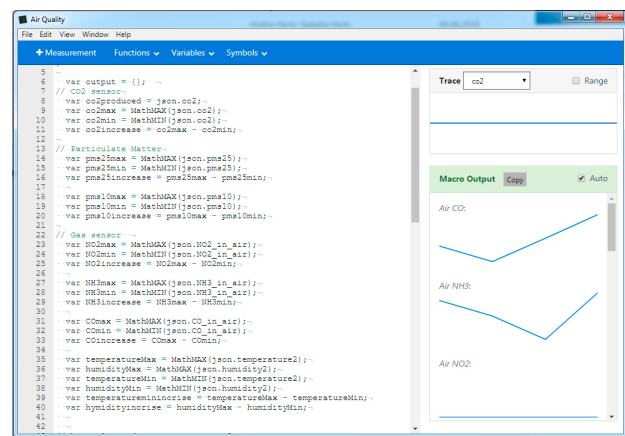 Air Quality
File Edit View Window Help
+ Measurement Functions Variables Symbols
5
6 var output = {};
7 // CO2 sensor
8 var co2produced = json.co2;
9 var co2max = MathMAX(json.co2);
10 var co2min = MathMIN(json.co2);
11 var co2increase = co2max - co2min;
12
13 // Particulate Matter
14 var pms25max = MathMAX(json.pms25);
15 var pms25min = MathMIN(json.pms25);
16 var pms25increase = pms25max - pms25min;
17
18 var pms10max = MathMAX(json.pms10);
19 var pms10min = MathMIN(json.pms10);
20 var pms10increase = pms10max - pms10min;
21
22 // Gas sensor
23 var NO2max = MathMAX(json.NO2_in_air);
24 var NO2min = MathMIN(json.NO2_in_air);
25 var NO2increase = NO2max - NO2min;
26
27 var NH3max = MathMAX(json.NH3_in_air);
28 var NH3min = MathMIN(json.NH3_in_air);
29 var NH3increase = NH3max - NH3min;
30
31 var COmax = MathMAX(json.CO_in_air);
32 var COmin = MathMIN(json.CO_in_air);
33 var COincrease = COmax - COmin;
34
35 var temperatureMax = MathMAX(json.temperature2);
36 var humidityMax = MathMAX(json.humidity2);
37 var temperatureMin = MathMIN(json.temperature2);
38 var humidityMin = MathMIN(json.humidity2);
39 var temperatureminincrise = temperatureMax - temperatureMin;
40 var hymidityincrise = humidityMax - humidityMin;
41
42
Trace co2 Range
Macro Output Copy Auto
Air CO:
Air NH3:
Air NO2: